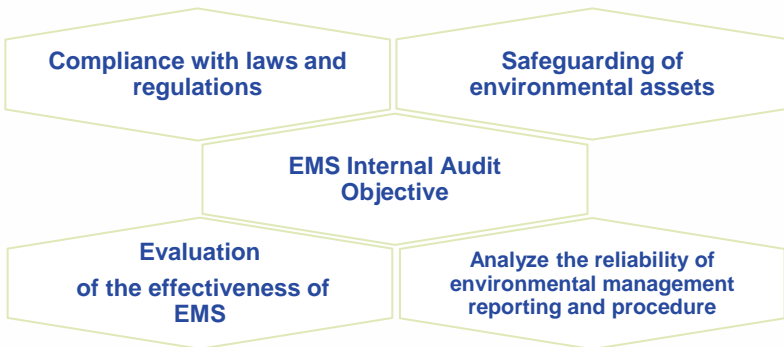 Compliance with laws and
regulations
Safeguarding of
environmental assets
EMS Internal Audit
Objective
Evaluation
of the effectiveness of
EMS
Analyze the reliability of
environmental management
reporting and procedure